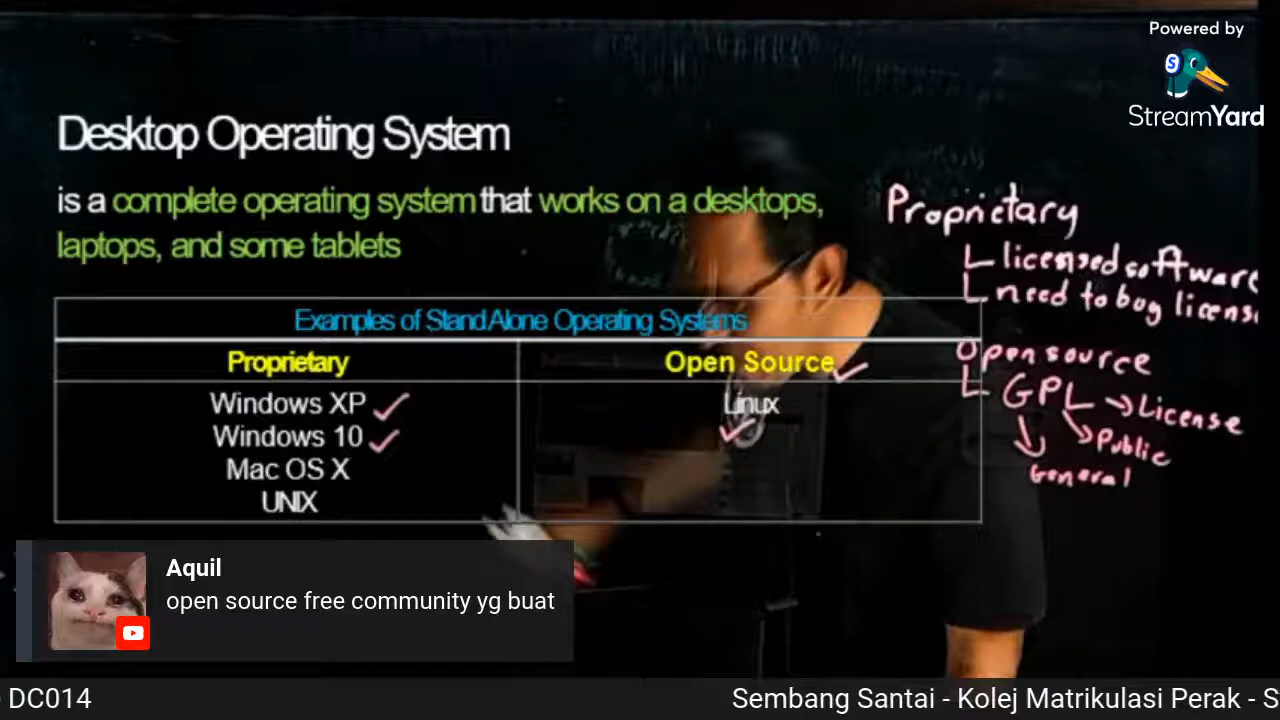 Powered by
StreamYard
Desktop Operating System
is a complete operating system that works on a desktops,
laptops, and some tablets
Examples of Stand Alone Operating Systems
Proprietary
Open Source
Windows XP
Linux
Windows 10
Mac OS X
UNIX
Proprietary
licensed software
need to bug licens
Open source
GPL → License
Public
General
Aquil
open source free community yg buat
DC014
Sembang Santai - Kolej Matrikulasi Perak - S